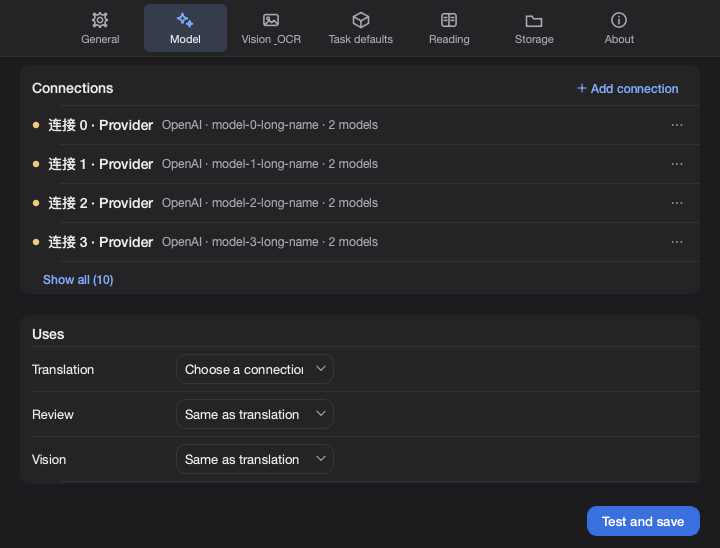 General
Model
Vision _OCR
Task defaults
Reading
Storage
About
Connections
+ Add connection
连接 0 · Provider OpenAI · model-0-long-name · 2 models ···
连接 1 · Provider OpenAI · model-1-long-name · 2 models ···
连接 2 · Provider OpenAI · model-2-long-name · 2 models ···
连接 3 · Provider OpenAI · model-3-long-name · 2 models ···
Show all (10)
Uses
Translation Choose a connection
Review Same as translation
Vision Same as translation
Test and save